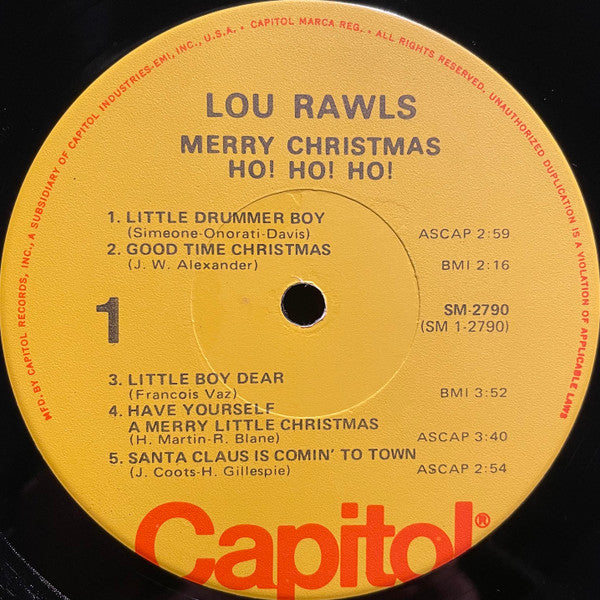 MFD. BY CAPITOL RECORDS, INC., A SUBSIDIARY OF CAPITOL INDUSTRIES-EMI, INC., U.S.A. • CAPITOL MARCA REG. • ALL RIGHTS RESERVED. UNAUTHORIZED DUPLICATION IS A VIOLATION OF APPLICABLE LAWS
LOU RAWLS
MERRY CHRISTMAS
HO! HO! HO!
1. LITTLE DRUMMER BOY
(Simeone-Onorati-Davis) ASCAP 2:59
2. GOOD TIME CHRISTMAS
(J. W. Alexander) BMI 2:16
1
SM-2790
(SM 1-2790)
3. LITTLE BOY DEAR
(Francois Vaz) BMI 3:52
4. HAVE YOURSELF
A MERRY LITTLE CHRISTMAS
(H. Martin-R. Blane) ASCAP 3:40
5. SANTA CLAUS IS COMIN' TO TOWN
(J. Coots-H. Gillespie) ASCAP 2:54
Capitol®